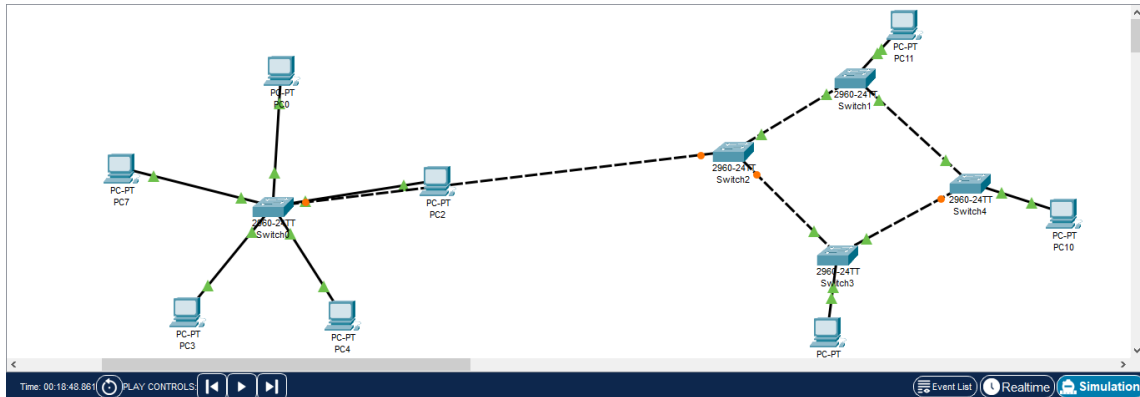 PC-PT
PC11
2960-24TT
Switch1
PC-PT
PC0
2960-24TT
Switch2
PC-PT
PC7
PC-PT
PC2
2960-24TT
Switch4
2960-24TT
Switch0
PC-PT
PC10
2960-24TT
Switch3
PC-PT
PC3
PC-PT
PC4
PC-PT
Time: 00:18:48.861 PLAY CONTROLS: Event List Realtime Simulation